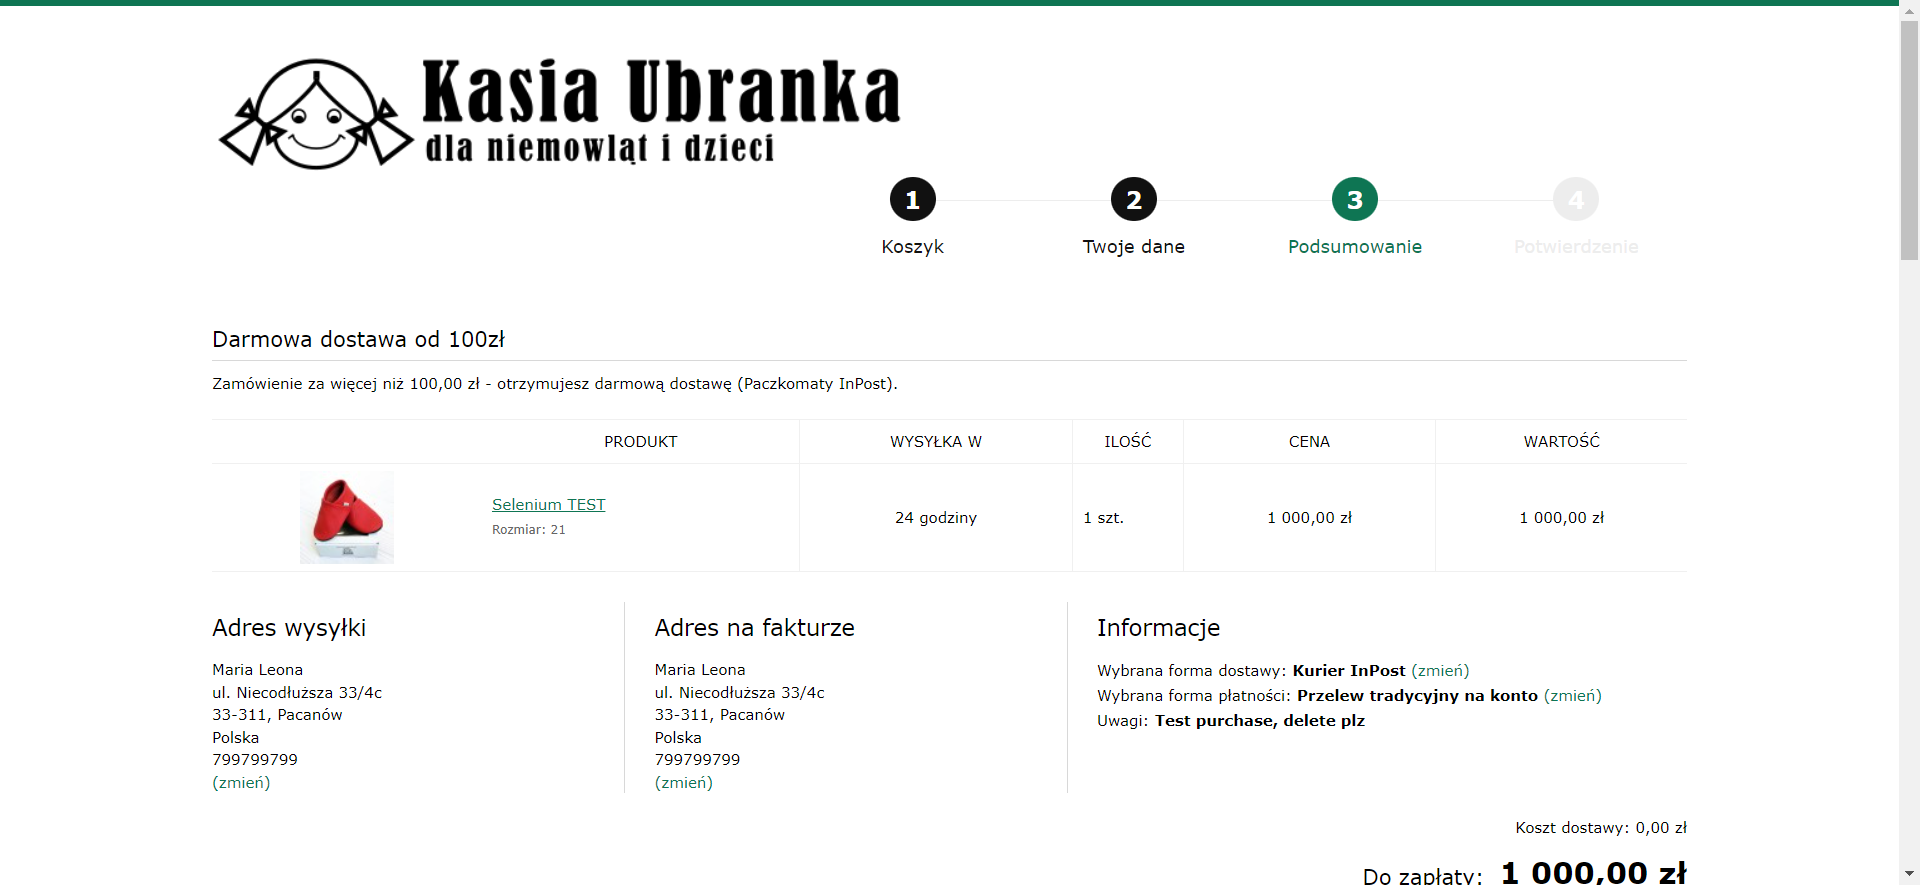 Kasia Ubranka
dla niemowląt i dzieci
1
2
3
4
Koszyk
Twoje dane
Podsumowanie
Potwierdzenie
Darmowa dostawa od 100zł
Zamówienie za więcej niż 100,00 zł - otrzymujesz darmową dostawę (Paczkomaty InPost).
PRODUKT
WYSYŁKA W
ILOŚĆ
CENA
WARTOŚĆ
Selenium TEST
Rozmiar: 21
24 godziny
1 szt.
1 000,00 zł
1 000,00 zł
Adres wysyłki
Maria Leona
ul. Niecodłuższa 33/4c
33-311, Pacanów
Polska
799799799
(zmień)
Adres na fakturze
Maria Leona
ul. Niecodłuższa 33/4c
33-311, Pacanów
Polska
799799799
(zmień)
Informacje
Wybrana forma dostawy: Kurier InPost (zmień)
Wybrana forma płatności: Przelew tradycyjny na konto (zmień)
Uwagi: Test purchase, delete plz
Koszt dostawy: 0,00 zł
Do zapłaty: 1 000,00 zł